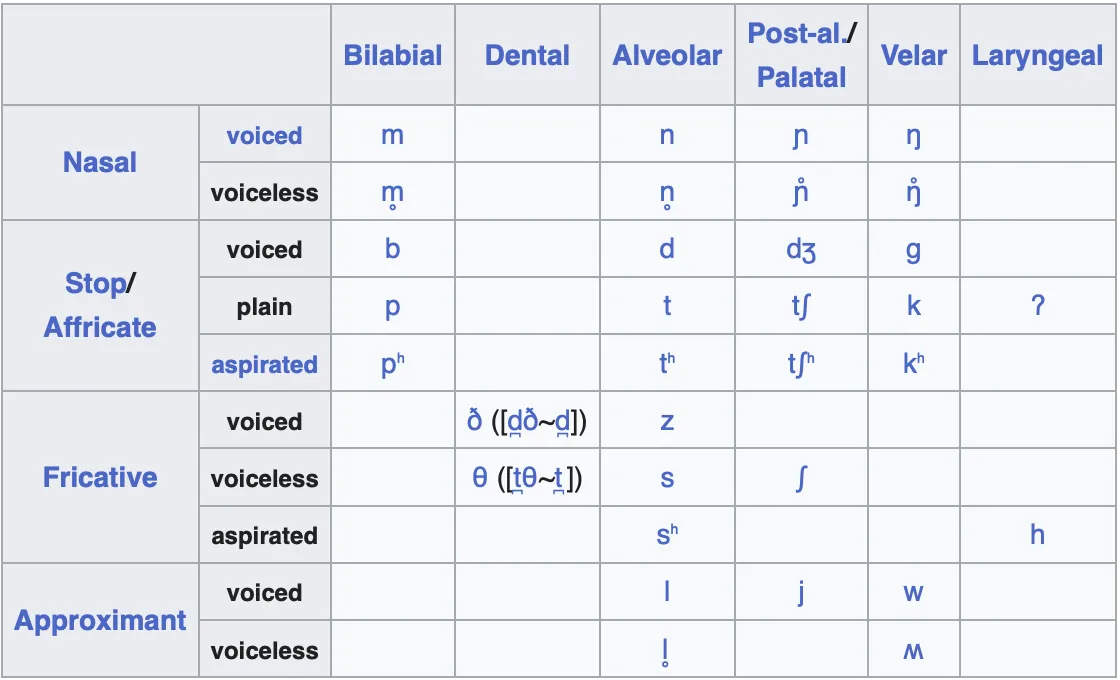 Bilabial Dental Alveolar Post-al./ Palatal Velar Laryngeal
Nasal voiced m n ɲ ŋ
voiceless m̥ n̥ ɲ̊ ŋ̊
Stop/ Affricate voiced b d dʒ ɡ
plain p t tʃ k ʔ
aspirated pʰ tʰ tʃʰ kʰ
Fricative voiced ð ([d̪ð~d̪]) z
voiceless θ ([t̪θ~t̪]) s ʃ
aspirated sʰ h
Approximant voiced l j w
voiceless l̥ ʍ